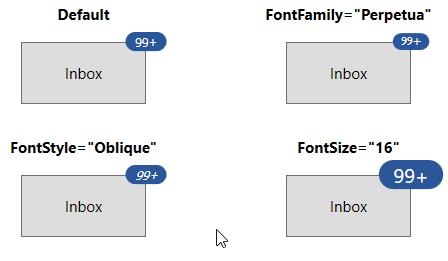 Default
99+
Inbox
FontFamily="Perpetua"
99+
Inbox
FontStyle="Oblique"
99+
Inbox
FontSize="16"
99+
Inbox